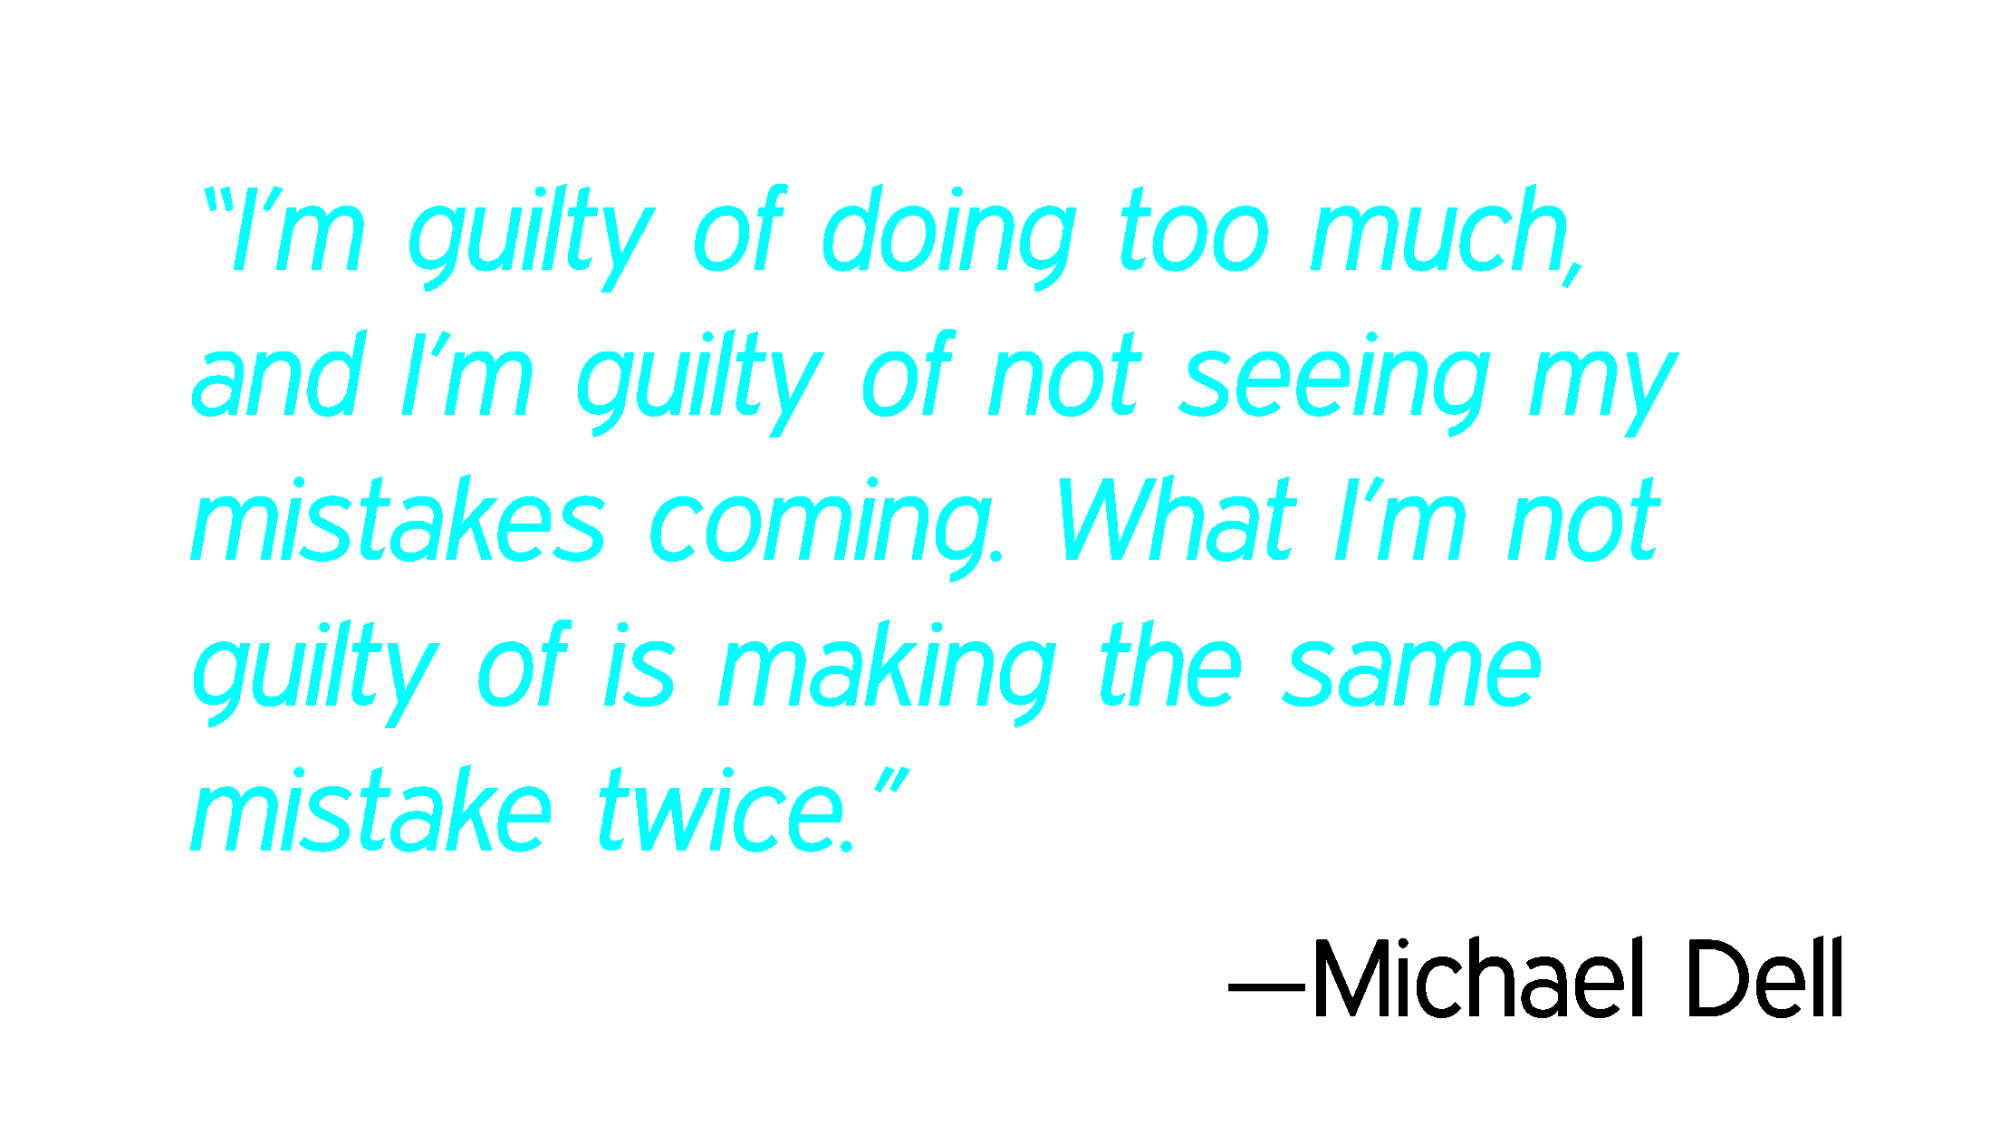 “I’m guilty of doing too much,
and I’m guilty of not seeing my
mistakes coming. What I’m not
guilty of is making the same
mistake twice.”
—Michael Dell